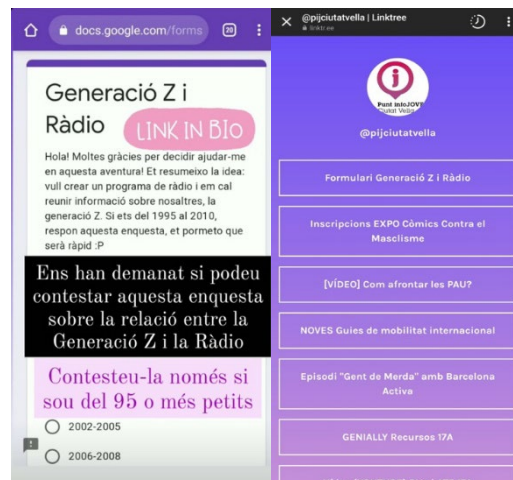 docs.google.com/forms
20
Generació Z i
Ràdio
LINK IN BIO
Hola! Moltes gràcies per decidir ajudar-me
en aquesta aventura! Et resumeixo la idea:
vull crear un programa de ràdio i em cal
reunir informació sobre nosaltres, la
generació Z. Si ets del 1995 al 2010,
respon aquesta enquesta, et pormeto que
serà ràpid :P
Ens han demanat si podeu
contestar aquesta enquesta
sobre la relació entre la
Generació Z i la Ràdio
Contesteu-la només si
sou del 95 o més petits
2002-2005
2006-2008
@pijciutatvella | Linktree
linktr.ee
Punt InfoJOVE
Ciutat Vella
@pijciutatvella
Formulari Generació Z i Ràdio
Inscripcions EXPO Còmics Contra el
Masclisme
[VÍDEO] Com afrontar les PAU?
NOVES Guies de mobilitat internacional
Episodi "Gent de Merda" amb Barcelona
Activa
GENIALLY Recursos 17A